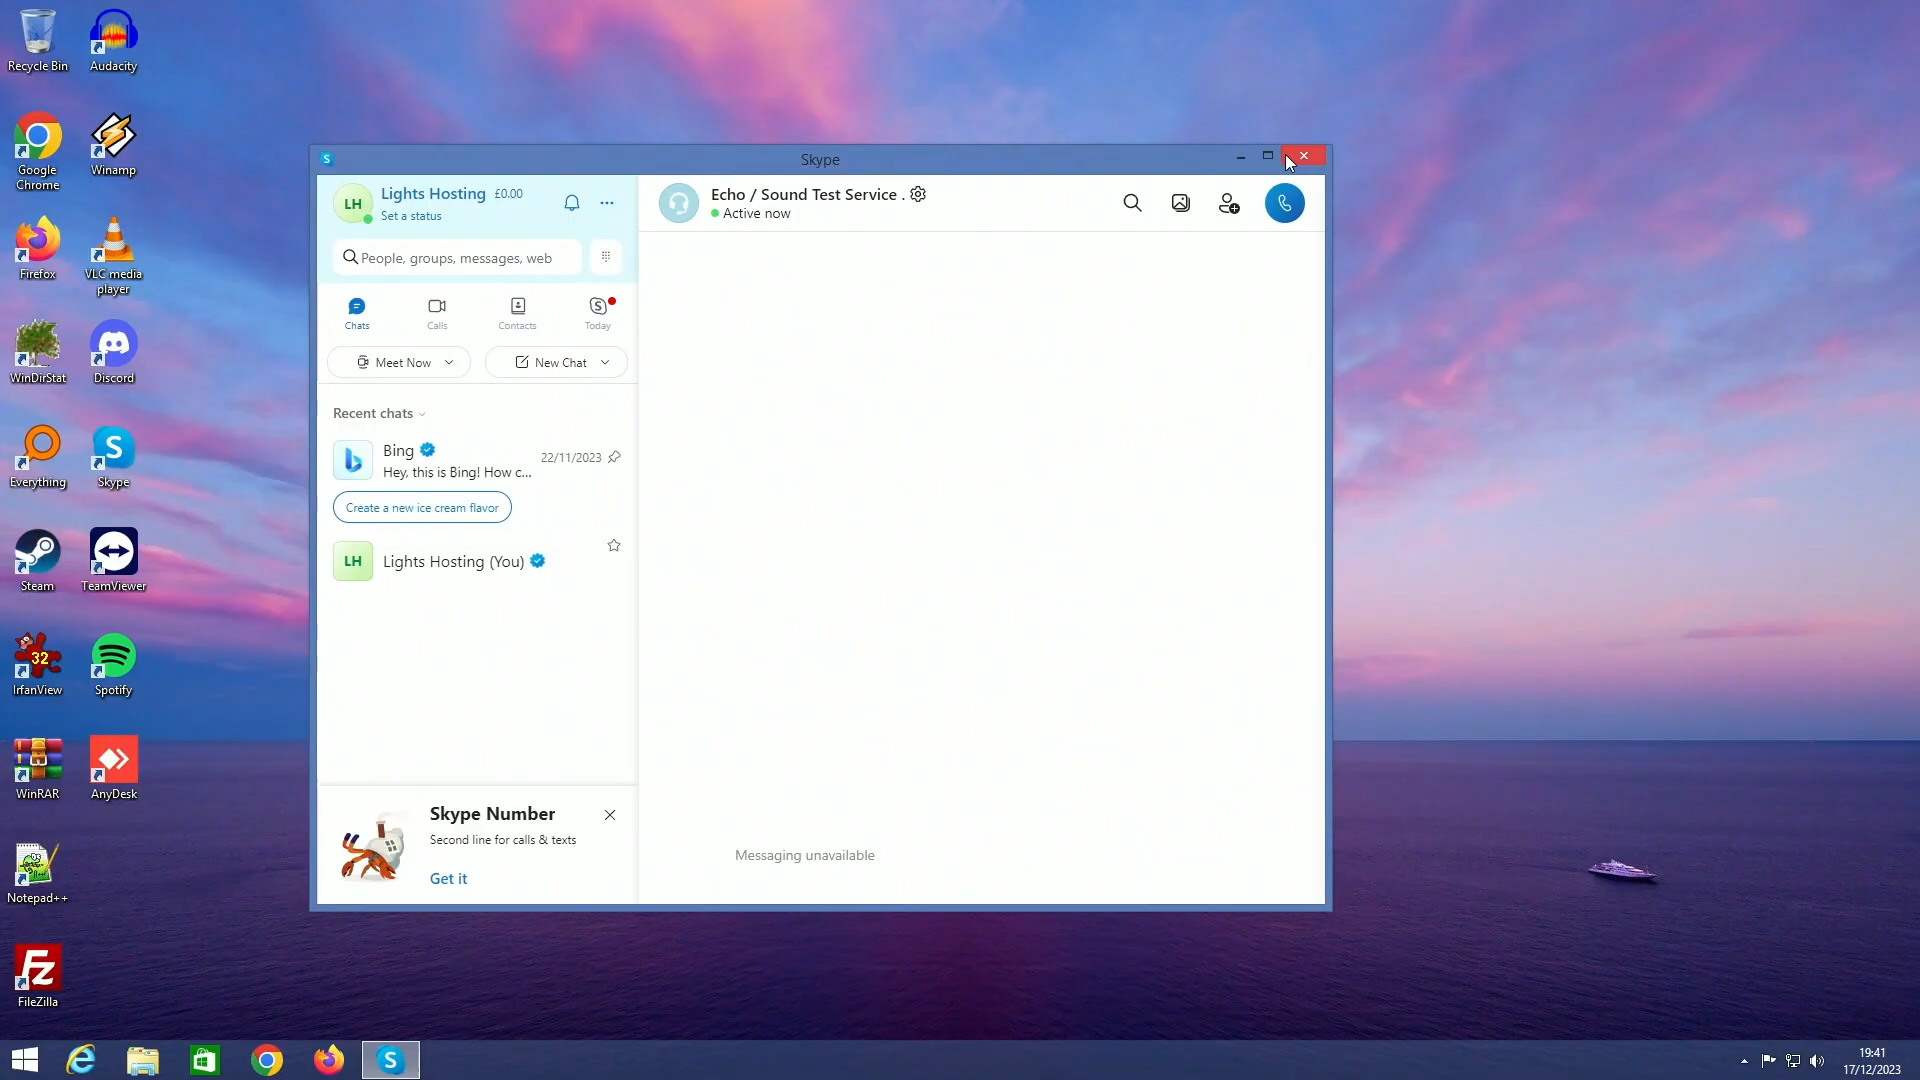 Recycle Bin
Audacity
Google
Chrome
Winamp
Firefox
VLC media
player
WinDirStat
Discord
Everything
Skype
Steam
TeamViewer
32
IrfanView
Spotify
WinRAR
AnyDesk
Notepad++
Fz
FileZilla
S
Skype
LH
Lights Hosting £0.00
Set a status
People, groups, messages, web
Chats
Calls
Contacts
Today
Meet Now
New Chat
Recent chats
Bing
22/11/2023
Hey, this is Bing! How c...
Create a new ice cream flavor
LH
Lights Hosting (You)
Skype Number
Second line for calls & texts
Get it
Echo / Sound Test Service .
Active now
Messaging unavailable
19:41
17/12/2023